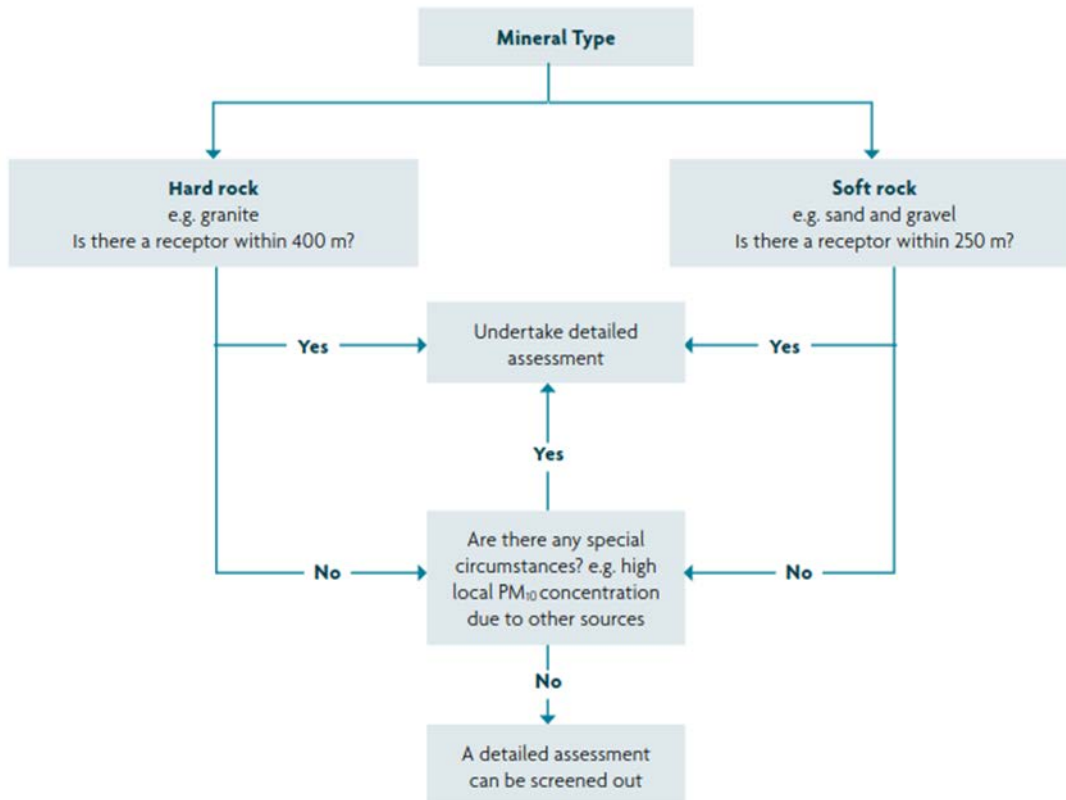 Mineral Type
Hard rock
e.g. granite
Is there a receptor within 400 m?
Soft rock
e.g. sand and gravel
Is there a receptor within 250 m?
Undertake detailed
assessment
Yes
Yes
Yes
Are there any special
circumstances? e.g. high
local PM₁₀ concentration
due to other sources
No
No
No
A detailed assessment
can be screened out